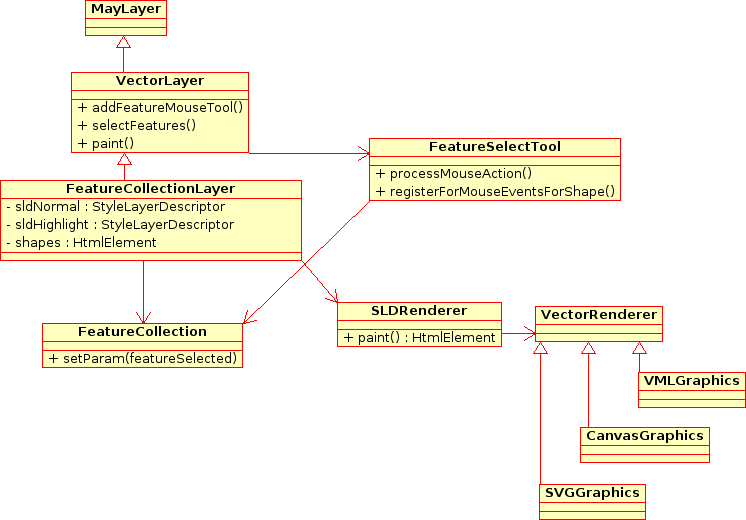 MayLayer
VectorLayer
+ addFeatureMouseTool()
+ selectFeatures()
+ paint()
FeatureSelectTool
+ processMouseAction()
+ registerForMouseEventsForShape()
FeatureCollectionLayer
- sldNormal : StyleLayerDescriptor
- sldHighlight : StyleLayerDescriptor
- shapes : HtmlElement
SLDRenderer
+ paint() : HtmlElement
VectorRenderer
FeatureCollection
+ setParam(featureSelected)
VMLGraphics
CanvasGraphics
SVGGraphics